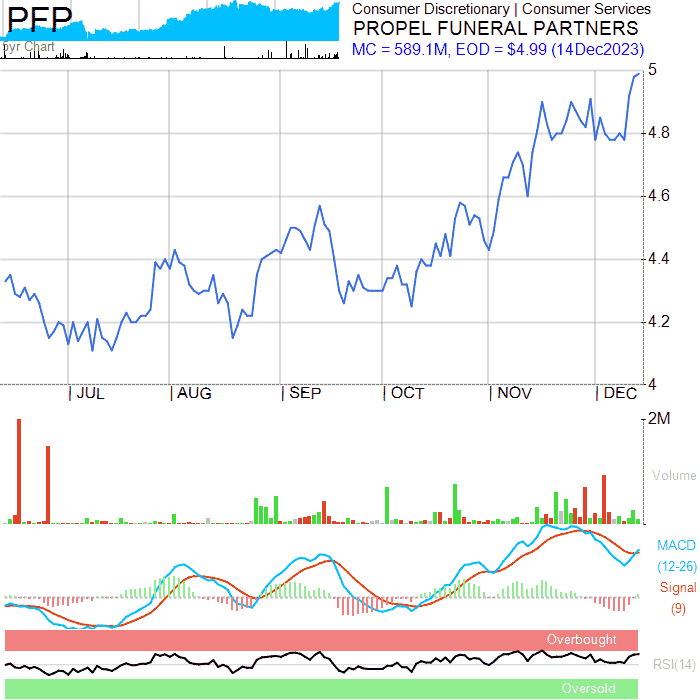 PFP
5yr Chart
Consumer Discretionary | Consumer Services
PROPEL FUNERAL PARTNERS
MC = 589.1M, EOD = $4.99 (14Dec2023)
5
4.8
4.6
4.4
4.2
4
JUL
AUG
SEP
OCT
NOV
DEC
2M
Volume
MACD
(12-26)
Signal
(9)
Overbought
RSI(14)
Oversold